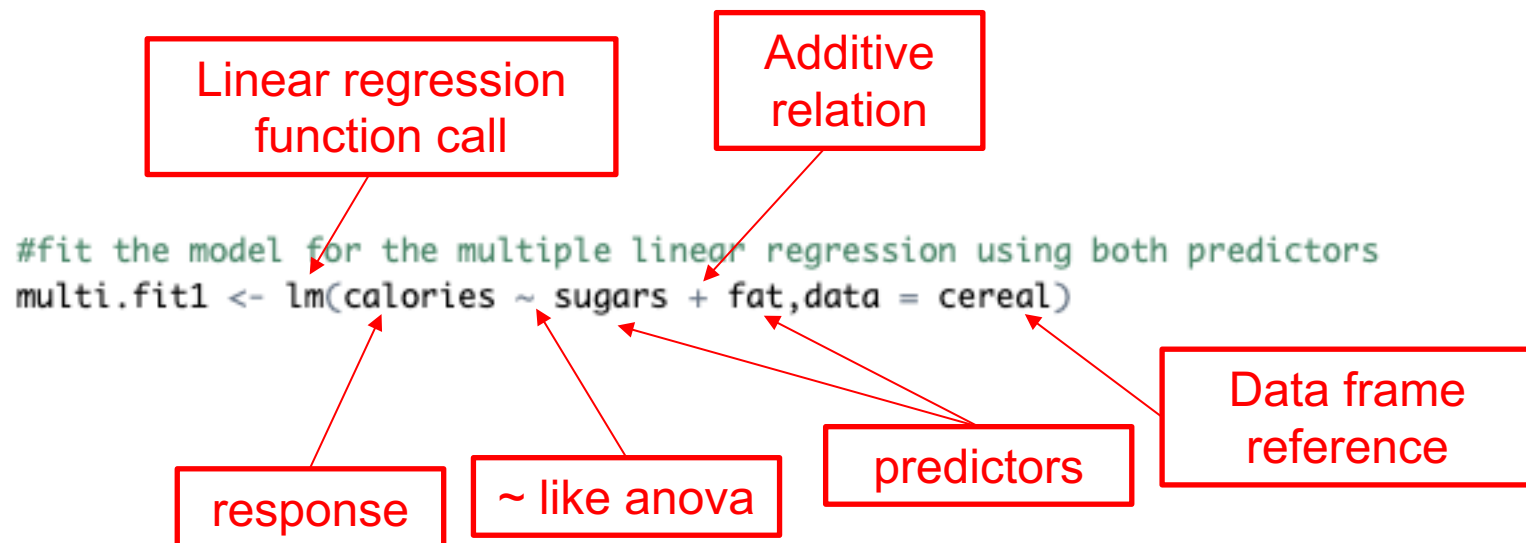 Linear regression
function call
Additive
relation
#fit the model for the multiple linear regression using both predictors
multi.fit1 <- lm(calories ~ sugars + fat,data = cereal)
response
~ like anova
predictors
Data frame
reference